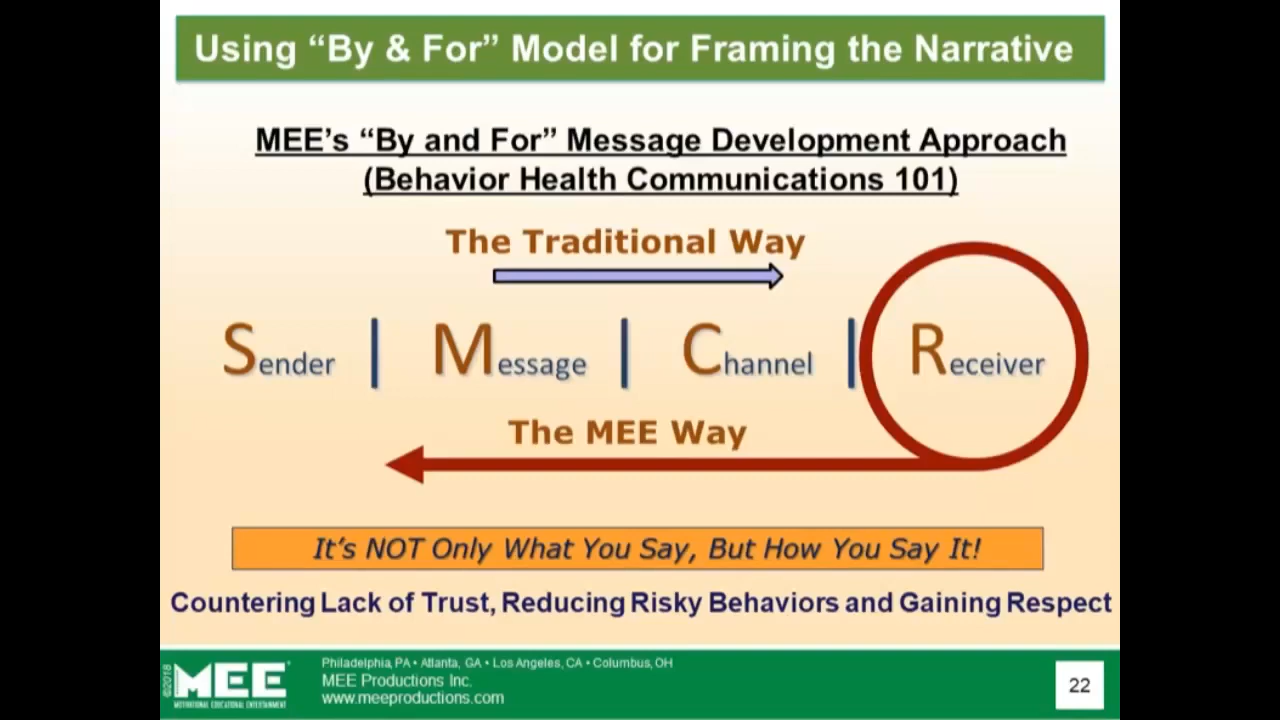 Using “By & For” Model for Framing the Narrative
MEE’s “By and For” Message Development Approach
(Behavior Health Communications 101)
The Traditional Way
Sender | Message | Channel | Receiver
The MEE Way
It’s NOT Only What You Say, But How You Say It!
Countering Lack of Trust, Reducing Risky Behaviors and Gaining Respect
©2018
MEE
MOTIVATIONAL EDUCATIONAL ENTERTAINMENT
Philadelphia, PA • Atlanta, GA • Los Angeles, CA • Columbus, OH
MEE Productions Inc.
www.meeproductions.com
22